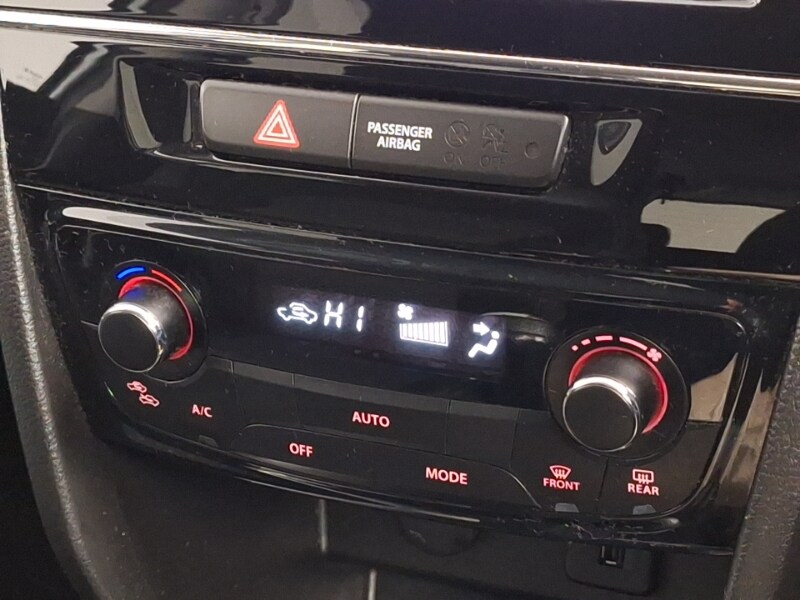 PASSENGER
AIRBAG
ON OFF
HI
A/C
AUTO
OFF
MODE
FRONT
REAR